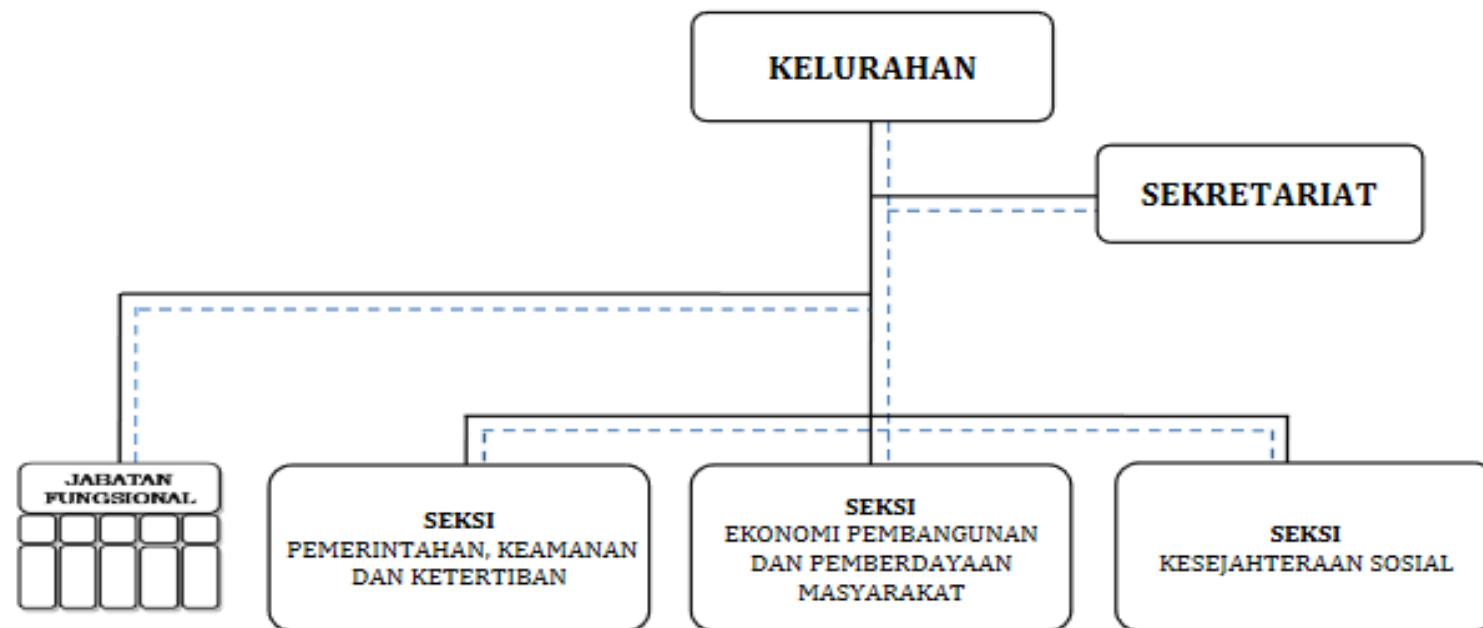 KELURAHAN
SEKRETARIAT
JABATAN
FUNGSIONAL
SEKSI
PEMERINTAHAN, KEAMANAN
DAN KETERTIBAN
SEKSI
EKONOMI PEMBANGUNAN
DAN PEMBERDAYAAN
MASYARAKAT
SEKSI
KESEJAHTERAAN SOSIAL